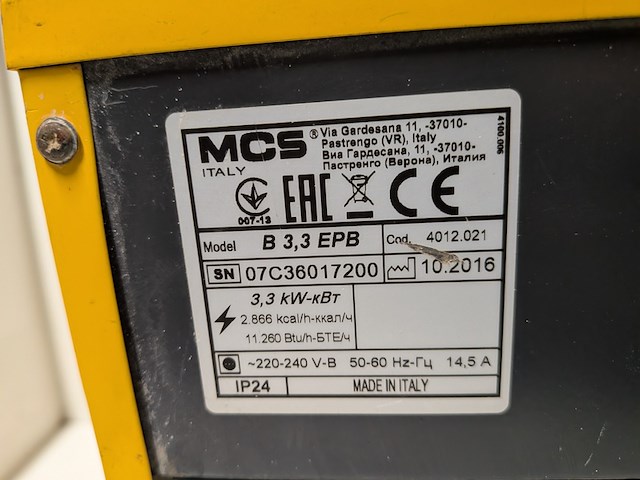 MCS® Via Gardesana 11, -37010-
Pastrengo (VR), Italy
Виа Гардесана, 11, -37010-
Пастренго (Верона), Италия
ITALY
4100.006
007-13 EAC CE
Model B 3,3 EPB Cod. 4012.021
SN 07C36017200 10.2016
3,3 kW-кВт
2.866 kcal/h-ккал/ч
11.260 Btu/h-БТЕ/ч
~220-240 V-В 50-60 Hz-Гц 14,5 A
IP24 MADE IN ITALY